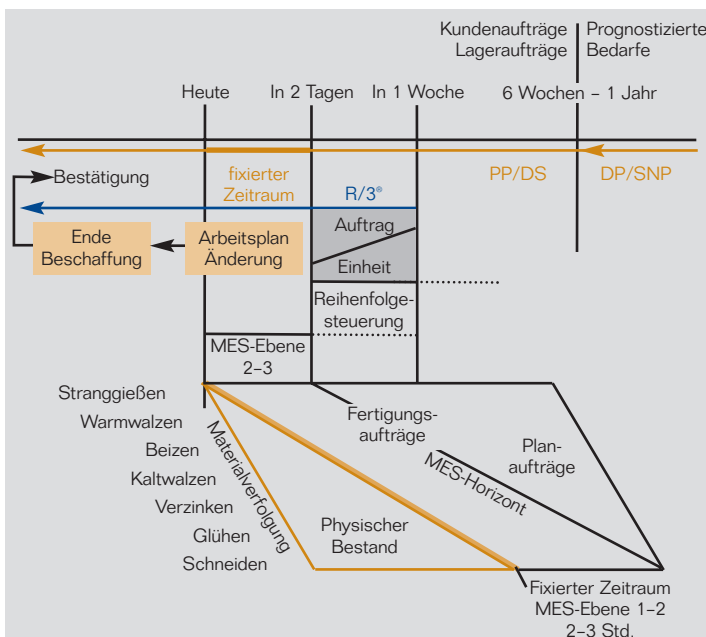 Kundenaufträge
Lageraufträge
Prognostizierte
Bedarfe
Heute
In 2 Tagen
In 1 Woche
6 Wochen – 1 Jahr
Bestätigung
fixierter
Zeitraum
PP/DS
DP/SNP
R/3®
Ende
Beschaffung
Arbeitsplan
Änderung
Auftrag
Einheit
Reihenfolge-
steuerung
MES-Ebene
2–3
Stranggießen
Warmwalzen
Beizen
Kaltwalzen
Verzinken
Glühen
Schneiden
Materialverfolgung
Fertigungs-
aufträge
MES-Horizont
Plan-
aufträge
Physischer
Bestand
Fixierter Zeitraum
MES-Ebene 1–2
2–3 Std.